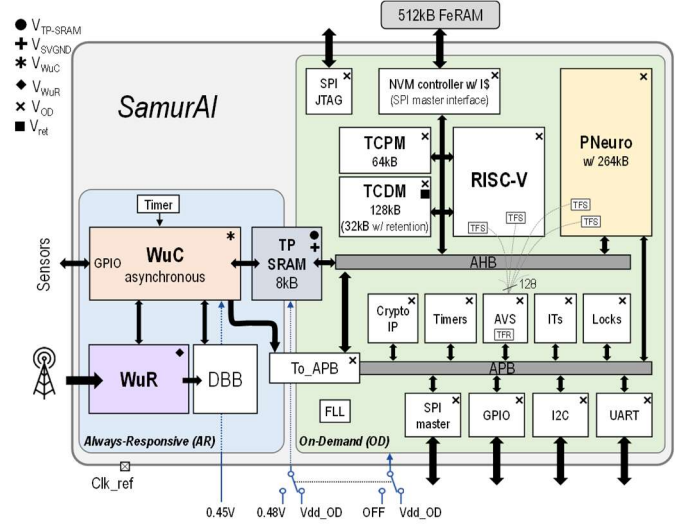 512kB FeRAM
V_TP-SRAM
V_SVGND
V_WuC
V_WuR
V_OD
V_ret
SamurAI
SPI
JTAG
NVM controller w/ I$
(SPI master interface)
PNeuro
w/ 264kB
TCPM
64kB
RISC-V
TCDM
128kB
(32kB w/ retention)
TFS
TFS
TFS
TFS
Timer
Sensors
GPIO
WuC
asynchronous
TP
SRAM
8kB
AHB
128
Crypto
IP
Timers
AVS
TFR
ITs
Locks
WuR
DBB
To_APB
APB
FLL
SPI
master
GPIO
I2C
UART
Always-Responsive (AR)
On-Demand (OD)
Clk_ref
0.45V
0.48V
Vdd_OD
OFF
Vdd_OD